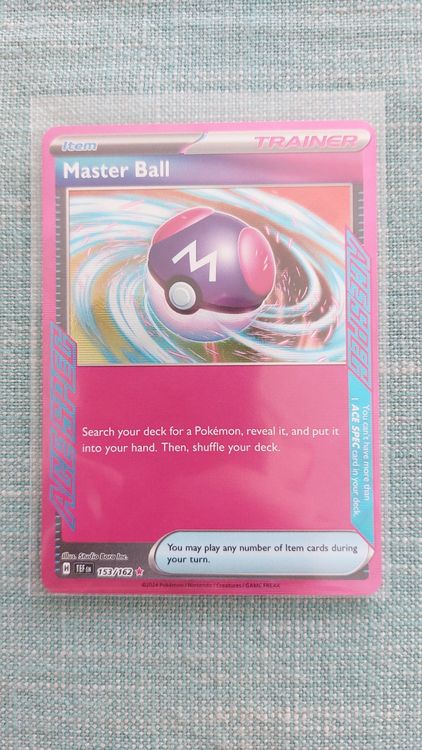 Item
TRAINER
Master Ball
M
ACE SPEC
ACE SPEC
Search your deck for a Pokémon, reveal it, and put it
into your hand. Then, shuffle your deck.
You can't have more than
1 ACE SPEC card in your deck.
Illus. Studio Bora Inc.
You may play any number of Item cards during
your turn.
H TEF EN 153/162
©2024 Pokémon / Nintendo / Creatures / GAME FREAK